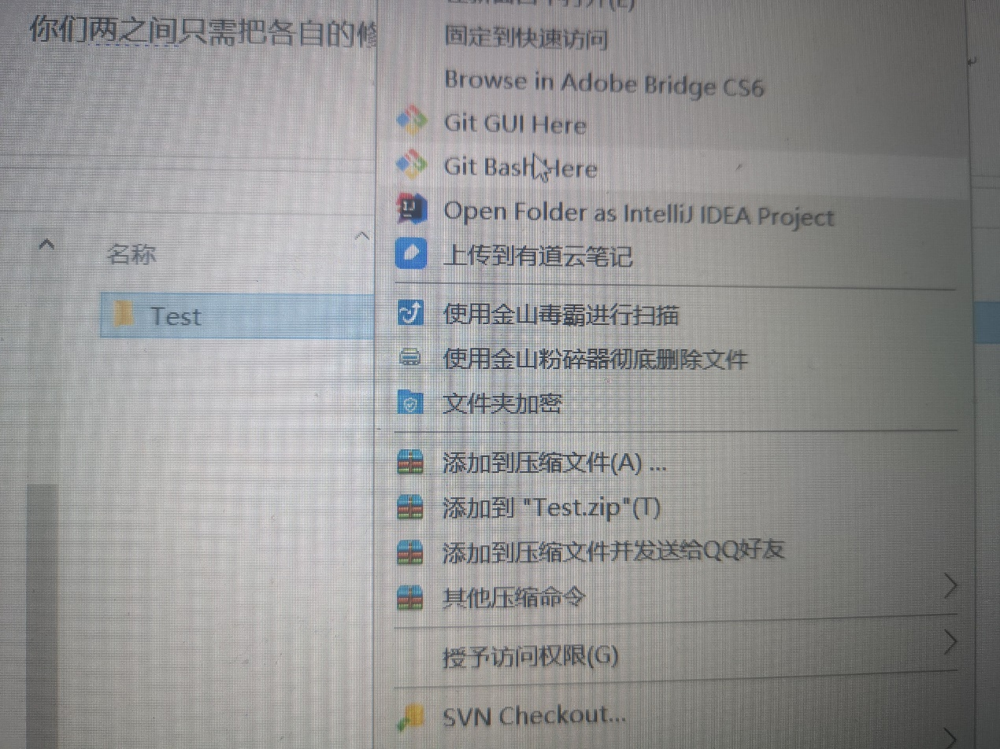 你们两之间只需把各自的修
固定到快速访问
Browse in Adobe Bridge CS6
Git GUI Here
Git Bash Here
Open Folder as IntelliJ IDEA Project
上传到有道云笔记
名称
Test
使用金山毒霸进行扫描
使用金山粉碎器彻底删除文件
文件夹加密
添加到压缩文件(A) ...
添加到 "Test.zip"(T)
添加到压缩文件并发送给QQ好友
其他压缩命令
授予访问权限(G)
SVN Checkout...